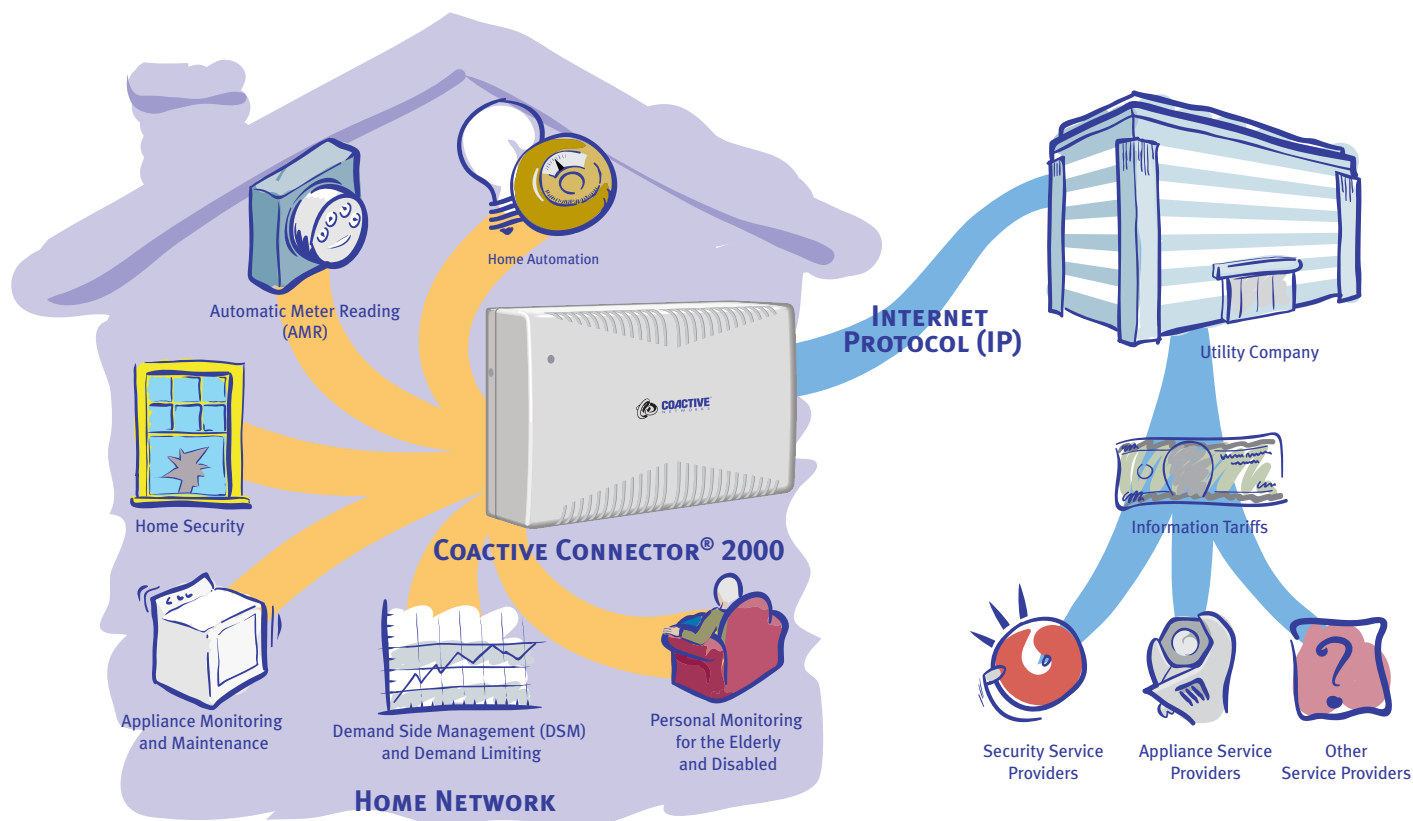 Home Automation
Automatic Meter Reading
(AMR)
INTERNET
PROTOCOL (IP)
Utility Company
COACTIVE
NETWORKS
Home Security
Information Tariffs
COACTIVE CONNECTOR® 2000
Appliance Monitoring
and Maintenance
Demand Side Management (DSM)
and Demand Limiting
Personal Monitoring
for the Elderly
and Disabled
?
Security Service
Providers
Appliance Service
Providers
Other
Service Providers
HOME NETWORK